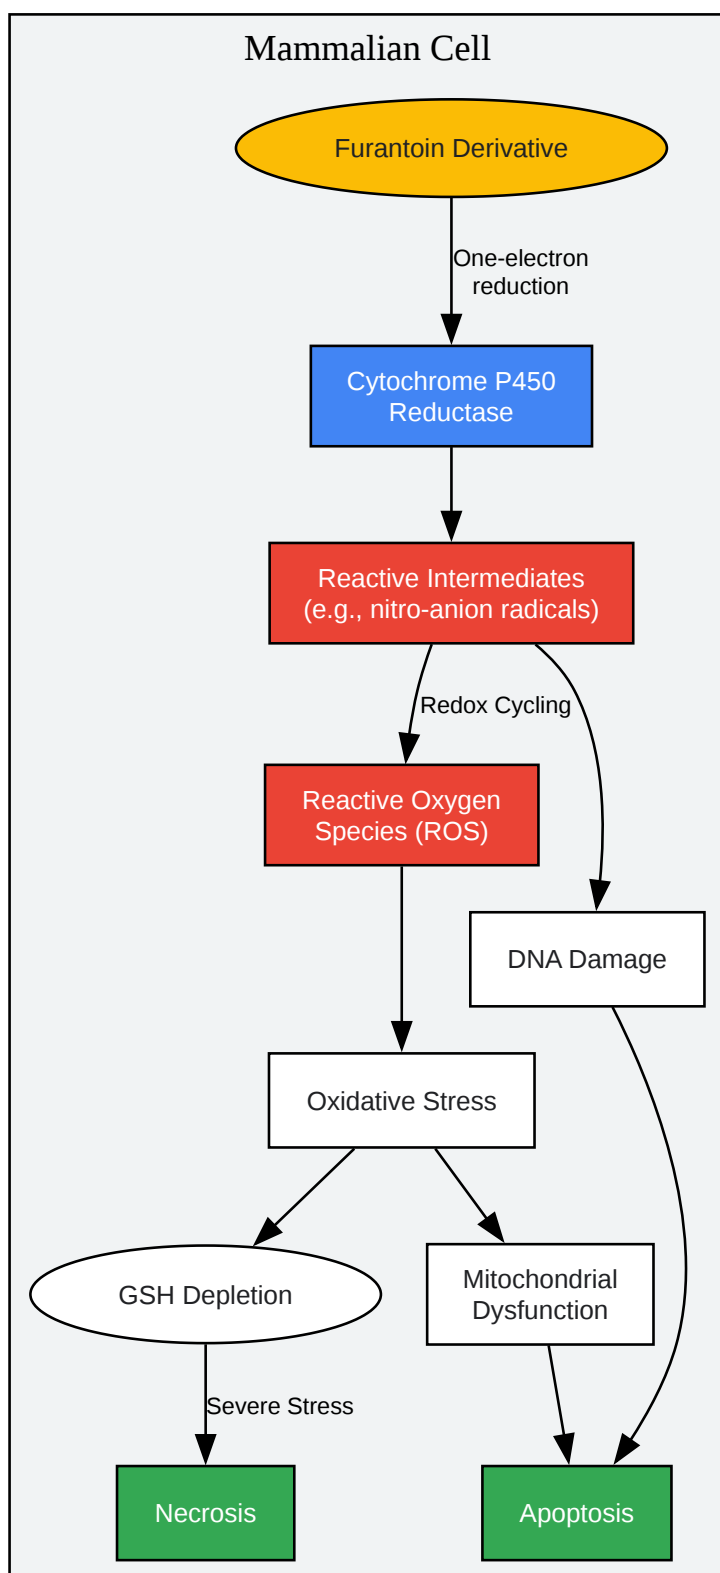 Mammalian Cell
Furantoin Derivative
One-electron
reduction
Cytochrome P450
Reductase
Reactive Intermediates
(e.g., nitro-anion radicals)
Redox Cycling
Reactive Oxygen
Species (ROS)
DNA Damage
Oxidative Stress
GSH Depletion
Mitochondrial
Dysfunction
Severe Stress
Necrosis
Apoptosis